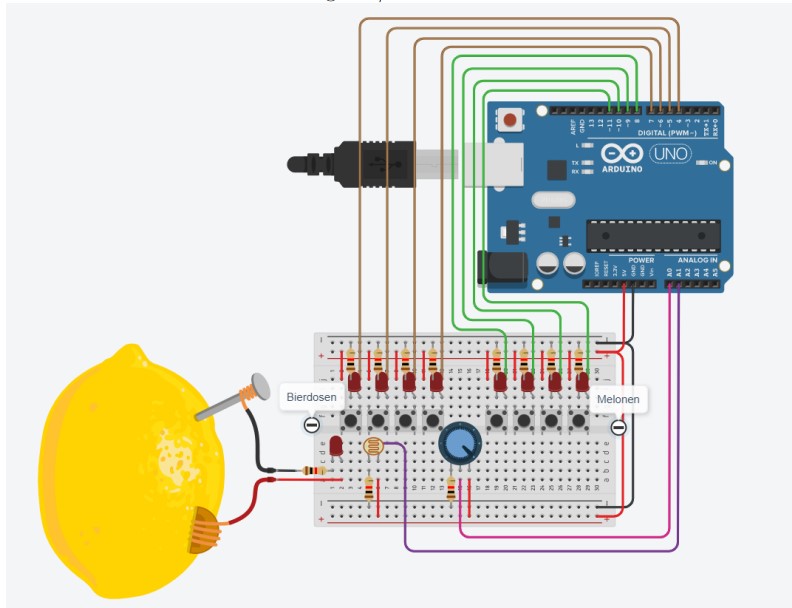 AREF
GND
13
12
~11
~10
~9
8
7
~6
~5
4
~3
2
TX→1
RX←0
DIGITAL (PWM~)
L
TX
RX
ARDUINO
UNO
ON
POWER
ANALOG IN
IOREF
RESET
3.3V
5V
GND
GND
Vin
A0
A1
A2
A3
A4
A5
Bierdosen
Melonen